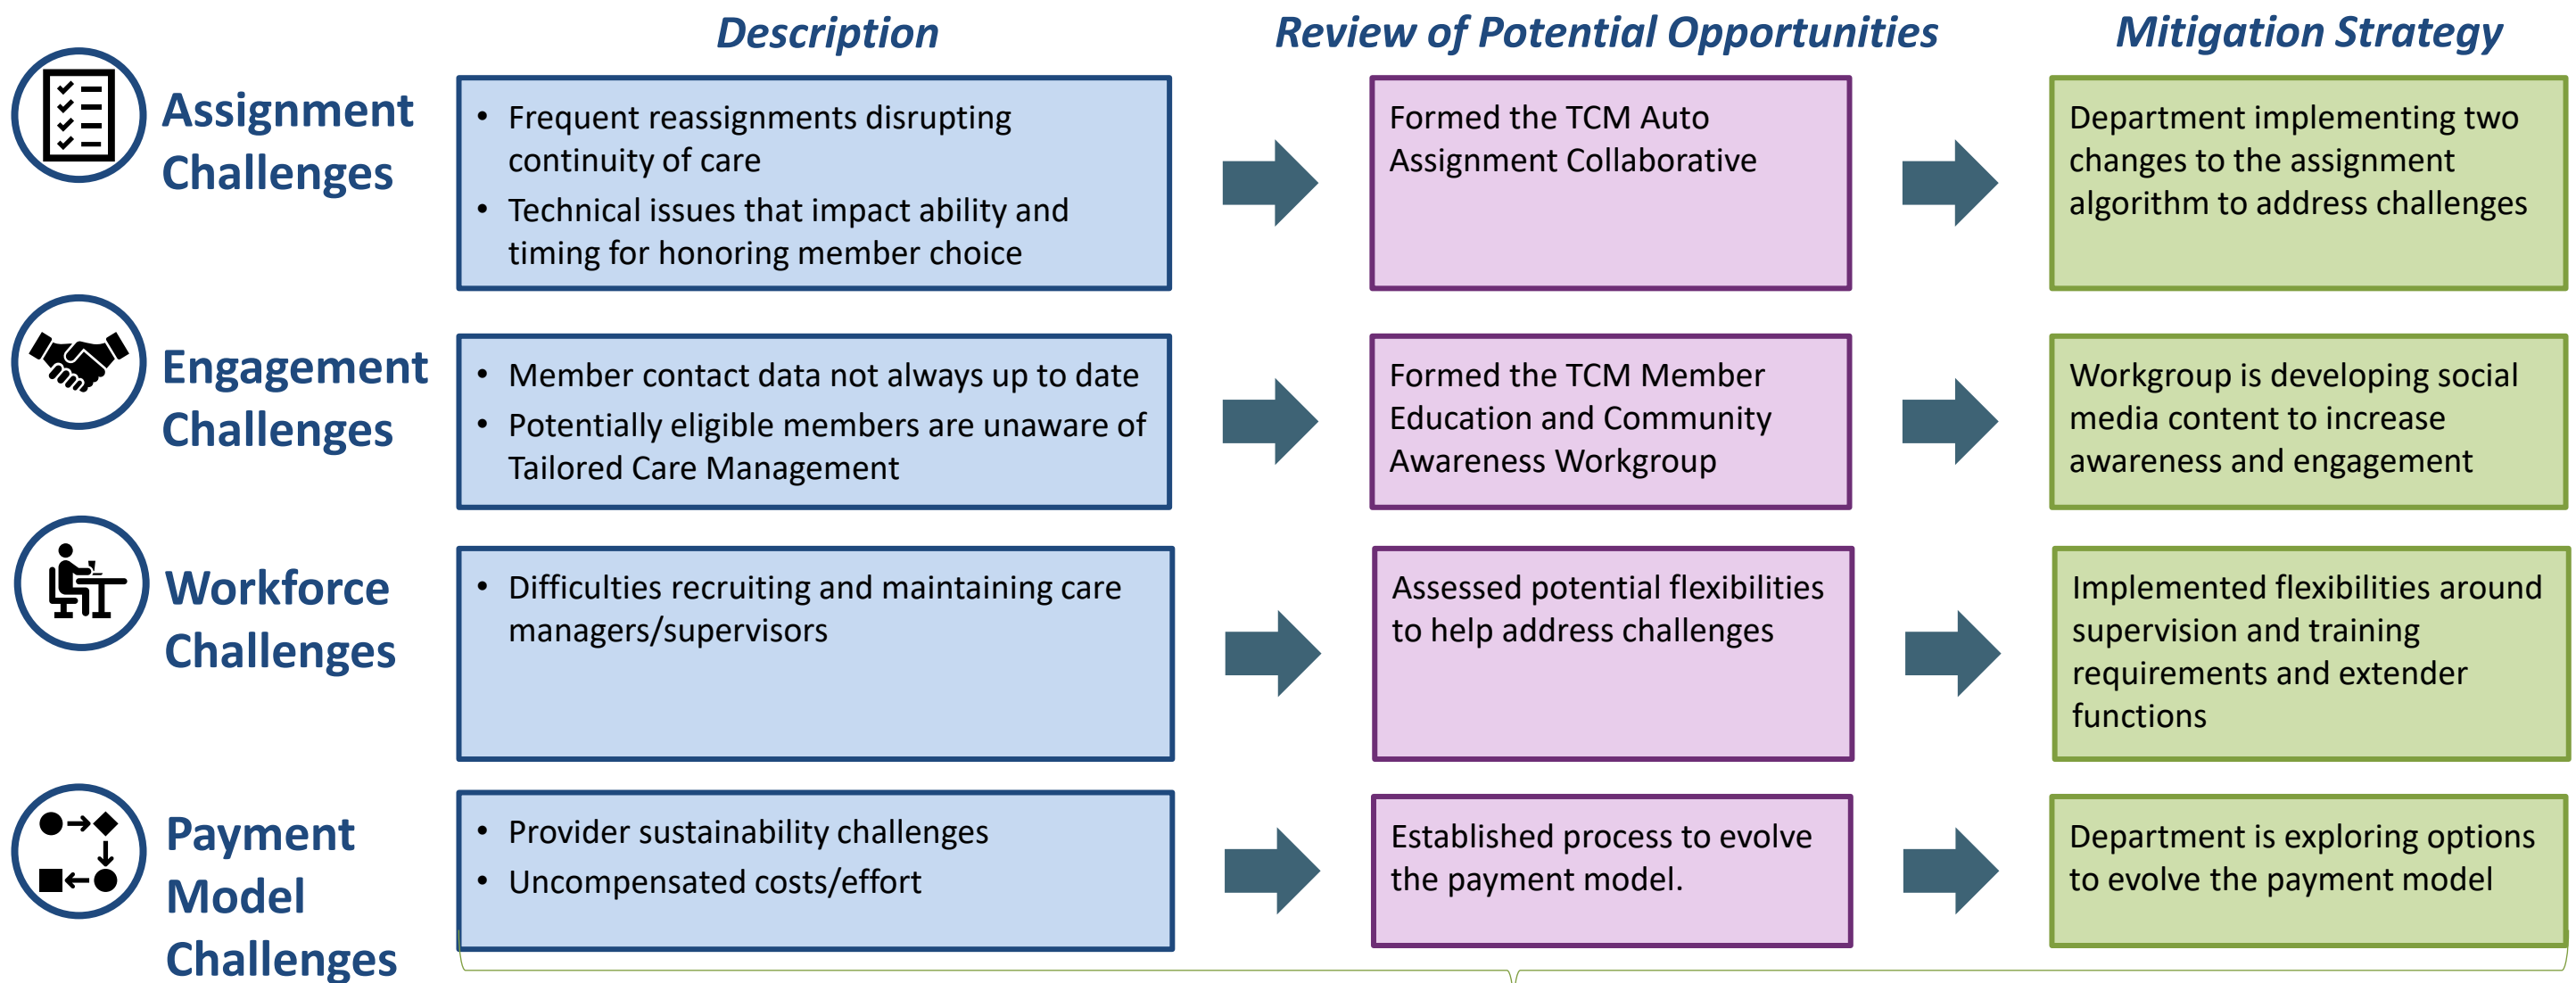 Description
Review of Potential Opportunities
Mitigation Strategy
Assignment
Challenges
• Frequent reassignments disrupting
continuity of care
• Technical issues that impact ability and
timing for honoring member choice
Formed the TCM Auto
Assignment Collaborative
Department implementing two
changes to the assignment
algorithm to address challenges
Engagement
Challenges
• Member contact data not always up to date
• Potentially eligible members are unaware of
Tailored Care Management
Formed the TCM Member
Education and Community
Awareness Workgroup
Workgroup is developing social
media content to increase
awareness and engagement
Workforce
Challenges
• Difficulties recruiting and maintaining care
managers/supervisors
Assessed potential flexibilities
to help address challenges
Implemented flexibilities around
supervision and training
requirements and extender
functions
Payment
Model
Challenges
• Provider sustainability challenges
• Uncompensated costs/effort
Established process to evolve
the payment model.
Department is exploring options
to evolve the payment model